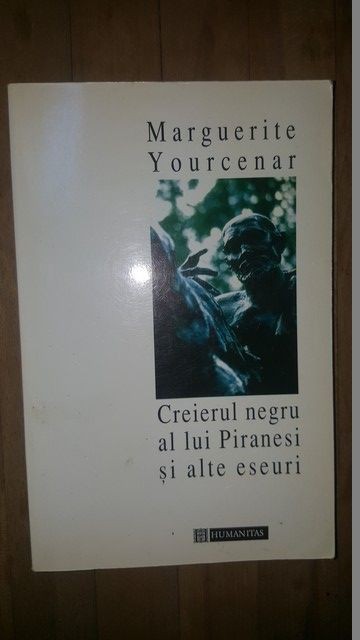 Marguerite
Yourcenar
Creierul negru
al lui Piranesi
și alte eseuri
HUMANITAS